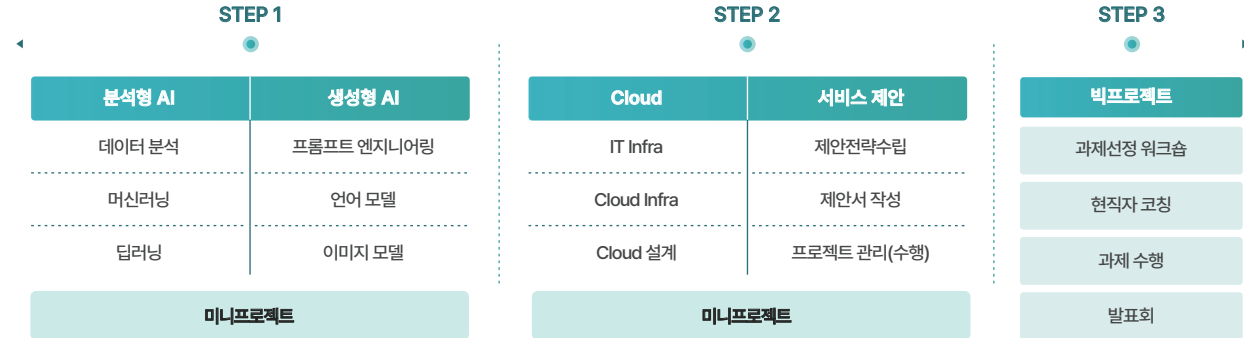 STEP 1
분석형 AI
생성형 AI
데이터 분석
프롬프트 엔지니어링
머신러닝
언어 모델
딥러닝
이미지 모델
미니프로젝트
STEP 2
Cloud
서비스 제안
IT Infra
제안전략수립
Cloud Infra
제안서 작성
Cloud 설계
프로젝트 관리(수행)
미니프로젝트
STEP 3
빅프로젝트
과제선정 워크숍
현직자 코칭
과제 수행
발표회